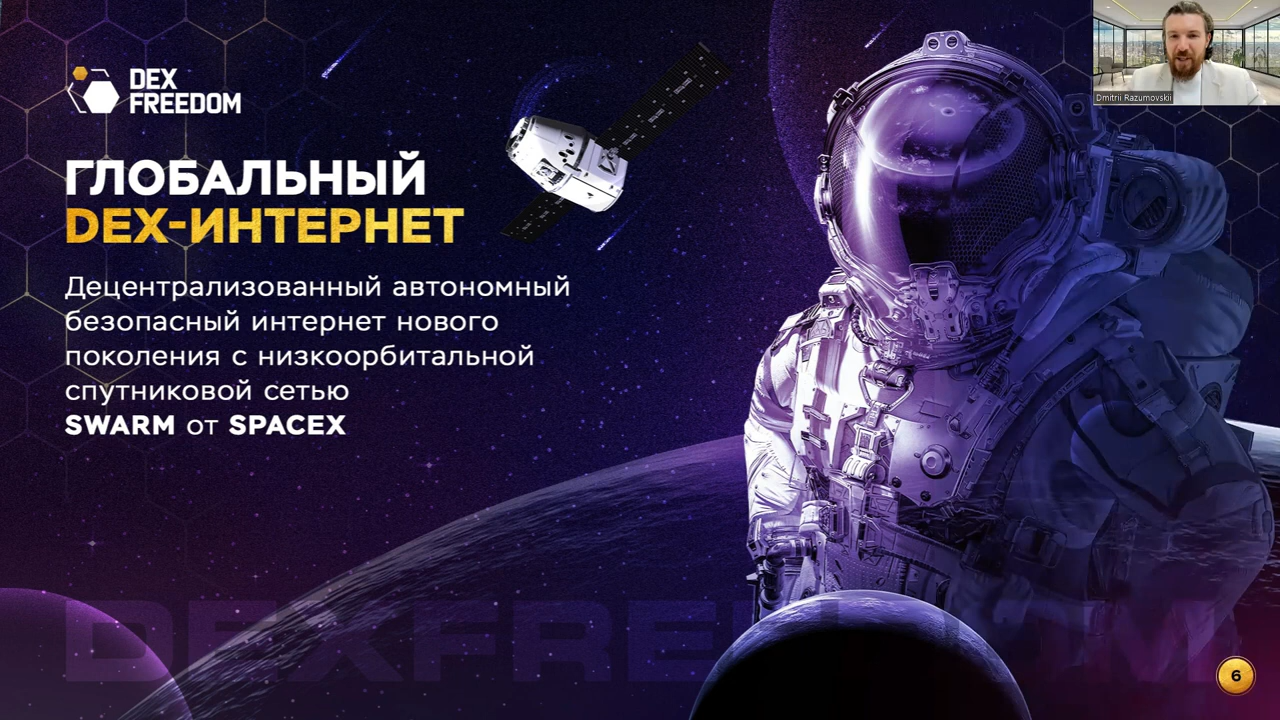 DEX
FREEDOM
ГЛОБАЛЬНЫЙ
DEX-ИНТЕРНЕТ
Децентрализованный автономный
безопасный интернет нового
поколения с низкоорбитальной
спутниковой сетью
SWARM от SPACEX
Dmitrii Razumovskii
DEXFREEDOM
6